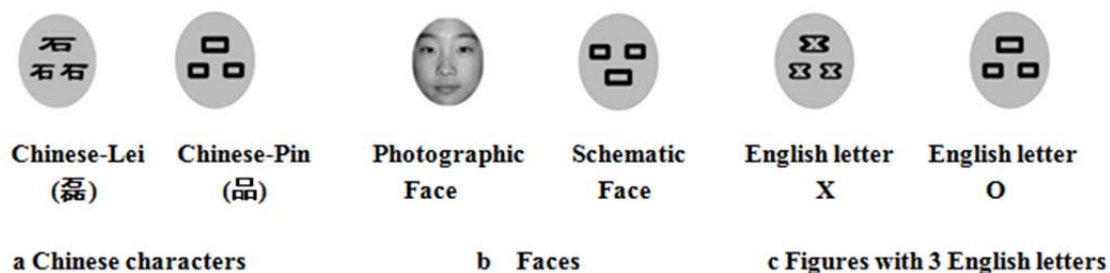 石 X
石 石 X X
Chinese-Lei Chinese-Pin Photographic Schematic English letter English letter
(磊) (品) Face Face X O
a Chinese characters b Faces c Figures with 3 English letters